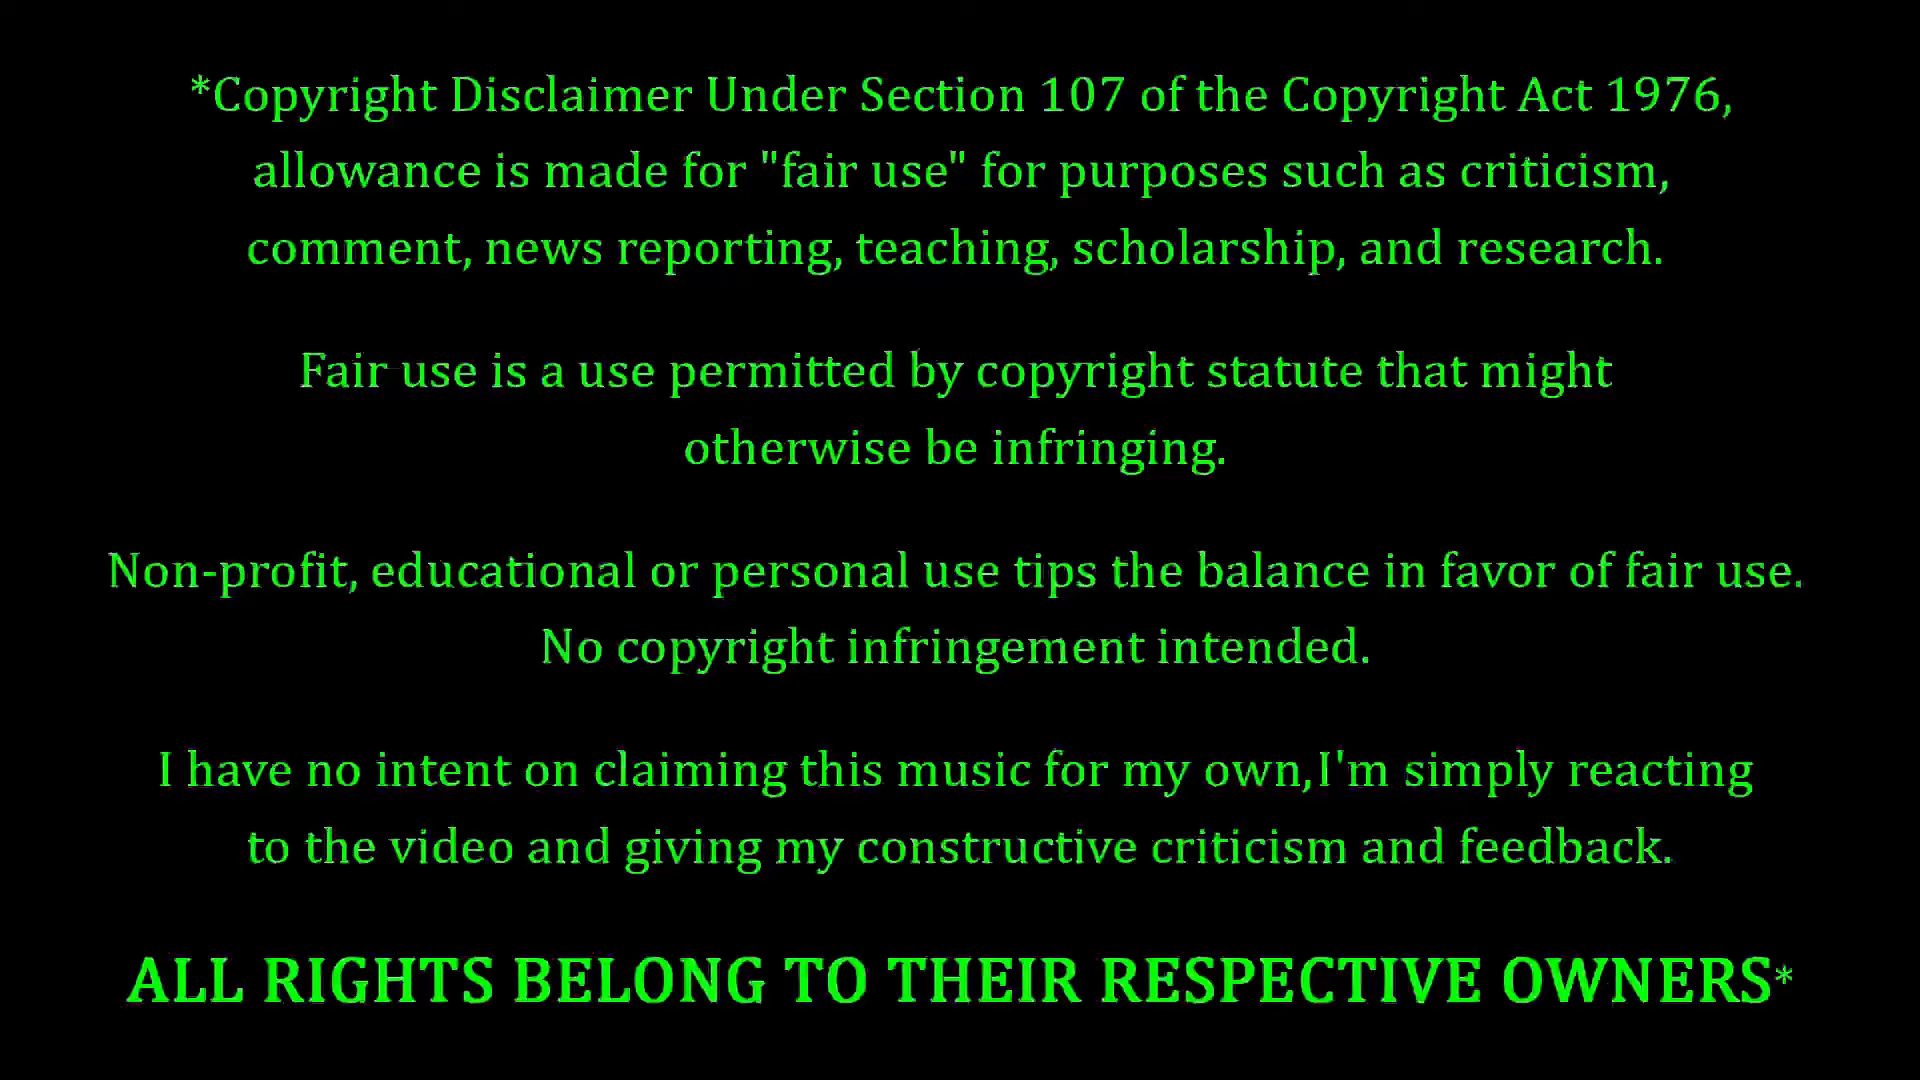 *Copyright Disclaimer Under Section 107 of the Copyright Act 1976,
allowance is made for "fair use" for purposes such as criticism,
comment, news reporting, teaching, scholarship, and research.
Fair use is a use permitted by copyright statute that might
otherwise be infringing.
Non-profit, educational or personal use tips the balance in favor of fair use.
No copyright infringement intended.
I have no intent on claiming this music for my own,I'm simply reacting
to the video and giving my constructive criticism and feedback.
ALL RIGHTS BELONG TO THEIR RESPECTIVE OWNERS*